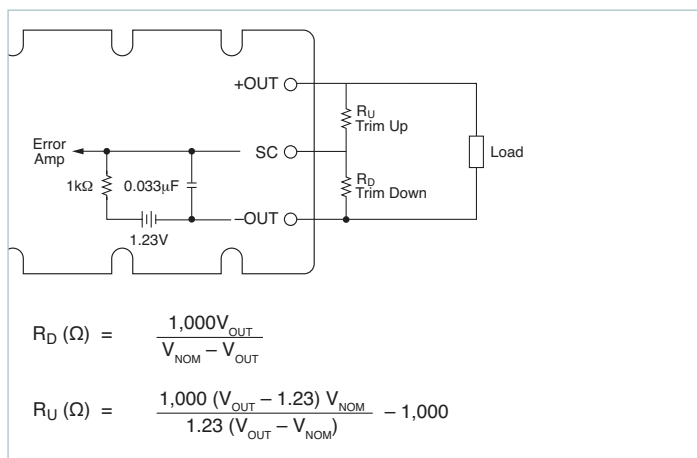 +OUT
R_U
Trim Up
Error
Amp
SC
Load
1kΩ
0.033μF
R_D
Trim Down
–OUT
1.23V
R_D (Ω) = 1,000V_OUT / V_NOM – V_OUT
R_U (Ω) = 1,000 (V_OUT – 1.23) V_NOM / 1.23 (V_OUT – V_NOM) – 1,000